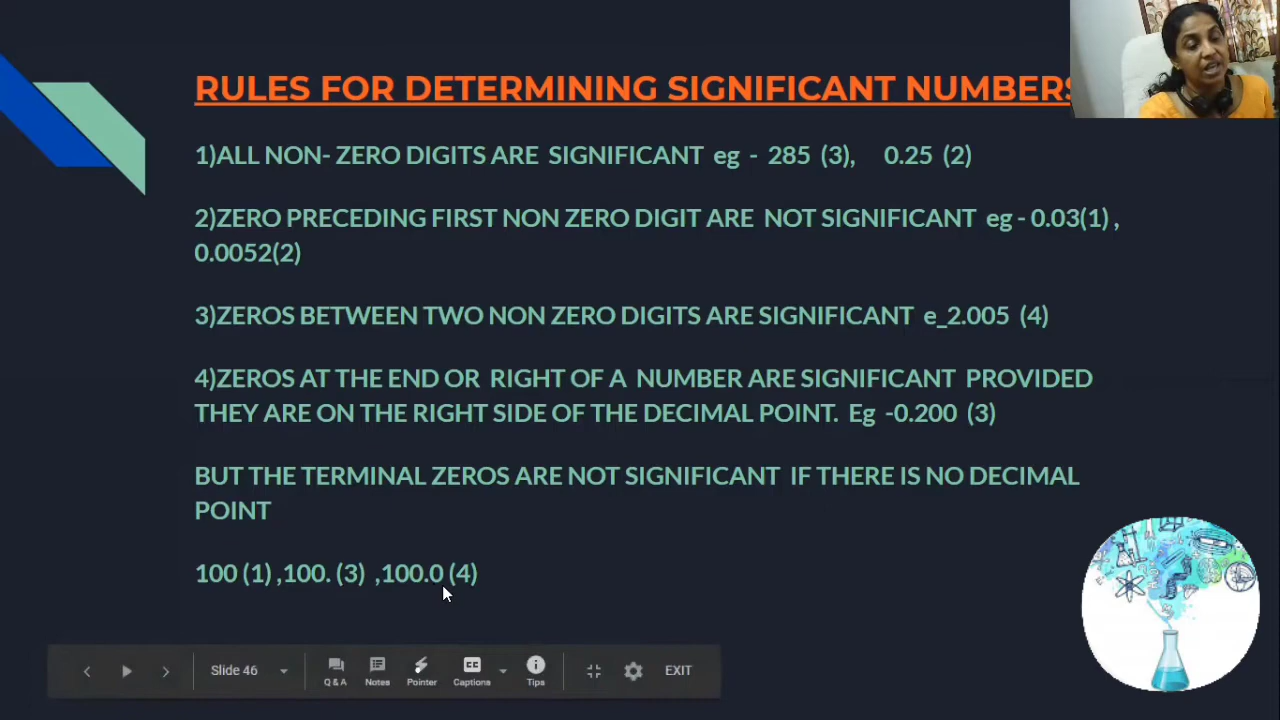 RULES FOR DETERMINING SIGNIFICANT NUMBERS
1)ALL NON- ZERO DIGITS ARE SIGNIFICANT eg - 285 (3), 0.25 (2)
2)ZERO PRECEDING FIRST NON ZERO DIGIT ARE NOT SIGNIFICANT eg - 0.03(1) ,
0.0052(2)
3)ZEROS BETWEEN TWO NON ZERO DIGITS ARE SIGNIFICANT e_2.005 (4)
4)ZEROS AT THE END OR RIGHT OF A NUMBER ARE SIGNIFICANT PROVIDED
THEY ARE ON THE RIGHT SIDE OF THE DECIMAL POINT. Eg -0.200 (3)
BUT THE TERMINAL ZEROS ARE NOT SIGNIFICANT IF THERE IS NO DECIMAL
POINT
100 (1) ,100. (3) ,100.0 (4)
Slide 46 Q & A Notes Pointer CC Captions Tips EXIT